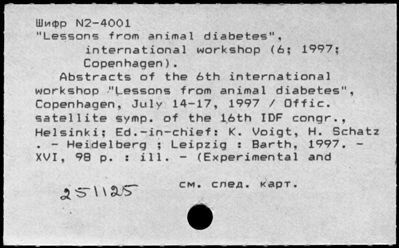 Шифр N2-4001
"Lessons from animal diabetes",
international workshop (6; 1997;
Copenhagen).
Abstracts of the 6th international
workshop "Lessons from animal diabetes",
Copenhagen, July 14-17, 1997 / Offic.
satellite symp. of the 16th IDF congr.,
Helsinki; Ed.-in-chief: K. Voigt, H. Schatz
. - Heidelberg ; Leipzig : Barth, 1997. -
XVI, 98 p. : ill. - (Experimental and
см. след. карт.
251125